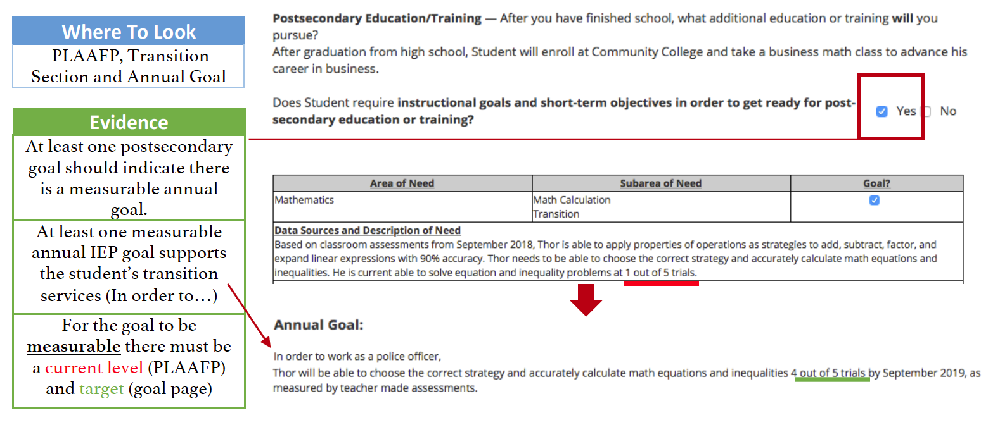 Where To Look
PLAAFP, Transition
Section and Annual Goal
Evidence
At least one postsecondary
goal should indicate there
is a measurable annual
goal.
At least one measurable
annual IEP goal supports
the student's transition
services (In order to...)
For the goal to be
measurable there must be
a current level (PLAAFP)
and target (goal page)
Postsecondary Education/Training — After you have finished school, what additional education or training will you
pursue?
After graduation from high school, Student will enroll at Community College and take a business math class to advance his
career in business.
Does Student require instructional goals and short-term objectives in order to get ready for post-
secondary education or training?
Yes No
Area of Need Subarea of Need Goal?
Mathematics Math Calculation
Transition
Data Sources and Description of Need
Based on classroom assessments from September 2018, Thor is able to apply properties of operations as strategies to add, subtract, factor, and
expand linear expressions with 90% accuracy. Thor needs to be able to choose the correct strategy and accurately calculate math equations and
inequalities. He is current able to solve equation and inequality problems at 1 out of 5 trials.
Annual Goal:
In order to work as a police officer,
Thor will be able to choose the correct strategy and accurately calculate math equations and inequalities 4 out of 5 trials by September 2019, as
measured by teacher made assessments.